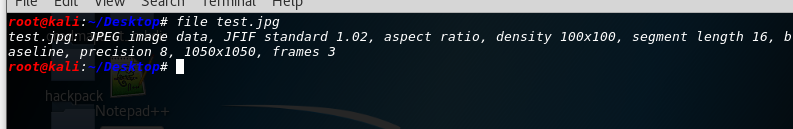 File Edit View Search Terminal Help
root@kali:~/Desktop# file test.jpg
test.jpg: JPEG image data, JFIF standard 1.02, aspect ratio, density 100x100, segment length 16, b
aseline, precision 8, 1050x1050, frames 3
root@kali:~/Desktop#
hackpack
Notepad++